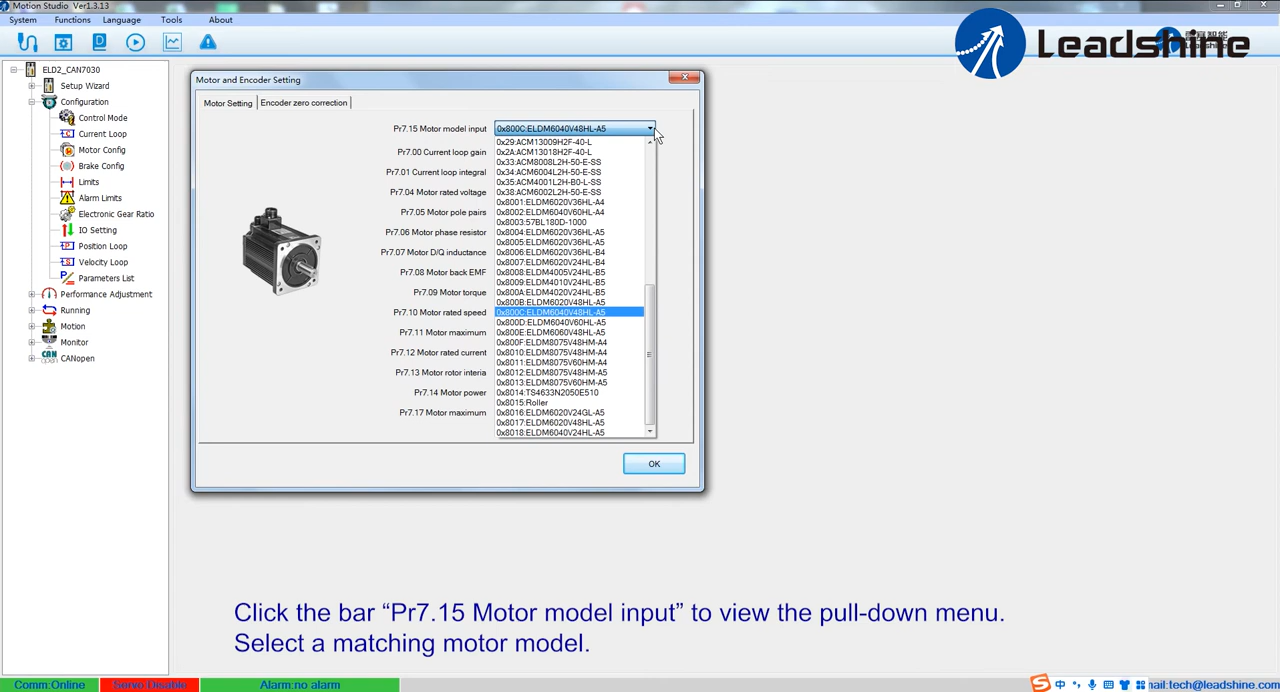 Motion Studio Ver1.3.13
System Functions Language Tools About
Leadshine
ELD2_CAN7030
Setup Wizard
Configuration
Control Mode
Current Loop
Motor Config
Brake Config
Limits
Alarm Limits
Electronic Gear Ratio
IO Setting
Position Loop
Velocity Loop
Parameters List
Performance Adjustment
Running
Motion
Monitor
CANopen
Motor and Encoder Setting
Motor Setting Encoder zero correction
Pr7.15 Motor model input 0x800C:ELDM6040V48HL-A5
Pr7.00 Current loop gain
Pr7.01 Current loop integral
Pr7.04 Motor rated voltage
Pr7.05 Motor pole pairs
Pr7.06 Motor phase resistor
Pr7.07 Motor D/Q inductance
Pr7.08 Motor back EMF
Pr7.09 Motor torque
Pr7.10 Motor rated speed
Pr7.11 Motor maximum
Pr7.12 Motor rated current
Pr7.13 Motor rotor interia
Pr7.14 Motor power
Pr7.17 Motor maximum
0x29:ACM13009H2F-40-L
0x2A:ACM13018H2F-40-L
0x33:ACM8008L2H-50-E-SS
0x34:ACM6004L2H-50-E-SS
0x35:ACM4001L2H-B0-L-SS
0x38:ACM6002L2H-50-E-SS
0x8001:ELDM6020V36HL-A4
0x8002:ELDM6040V60HL-A4
0x8003:57BL180D-1000
0x8004:ELDM6020V36HL-A5
0x8005:ELDM6020V36HL-A5
0x8006:ELDM6020V36HL-B4
0x8007:ELDM6020V24HL-B4
0x8008:ELDM4005V24HL-B5
0x8009:ELDM4010V24HL-B5
0x800A:ELDM4020V24HL-B5
0x800B:ELDM6020V48HL-A5
0x800C:ELDM6040V48HL-A5
0x800D:ELDM6040V60HL-A5
0x800E:ELDM6060V48HL-A5
0x800F:ELDM8075V48HM-A4
0x8010:ELDM8075V48HM-A4
0x8011:ELDM8075V60HM-A4
0x8012:ELDM8075V48HM-A5
0x8013:ELDM8075V60HM-A5
0x8014:TS4633N2050E510
0x8015:Roller
0x8016:ELDM6020V24GL-A5
0x8017:ELDM6020V48HL-A5
0x8018:ELDM6040V24HL-A5
OK
Click the bar “Pr7.15 Motor model input” to view the pull-down menu.
Select a matching motor model.
Comm:Online Servo Disable Alarm:no alarm 中 mail:tech@leadshine.com